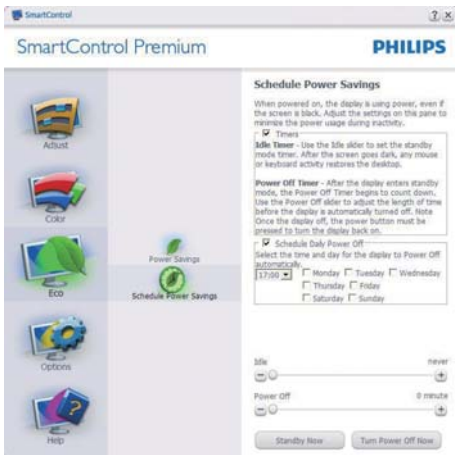 SmartControl
SmartControl Premium
PHILIPS
Adjust
Color
Eco
Options
Help
Power Savings
Schedule Power Savings
Schedule Power Savings
When powered on, the display is using power, even if
the screen is black. Adjust the settings on this pane to
minimize the power usage during inactivity.
Timers
Idle Timer - Use the Idle slider to set the standby
mode timer. After the screen goes dark, any mouse
or keyboard activity restores the desktop.
Power Off Timer - After the display enters standby
mode, the Power Off Timer begins to count down.
Use the Power Off slider to adjust the length of time
before the display is automatically turned off. Note
Once the display off, the power button must be
pressed to turn the display back on.
Schedule Daily Power Off
Select the time and day for the display to Power Off
automatically.
17:00 Monday Tuesday Wednesday
Thursday Friday
Saturday Sunday
Idle never
Power Off 0 minute
Standby Now Turn Power Off Now